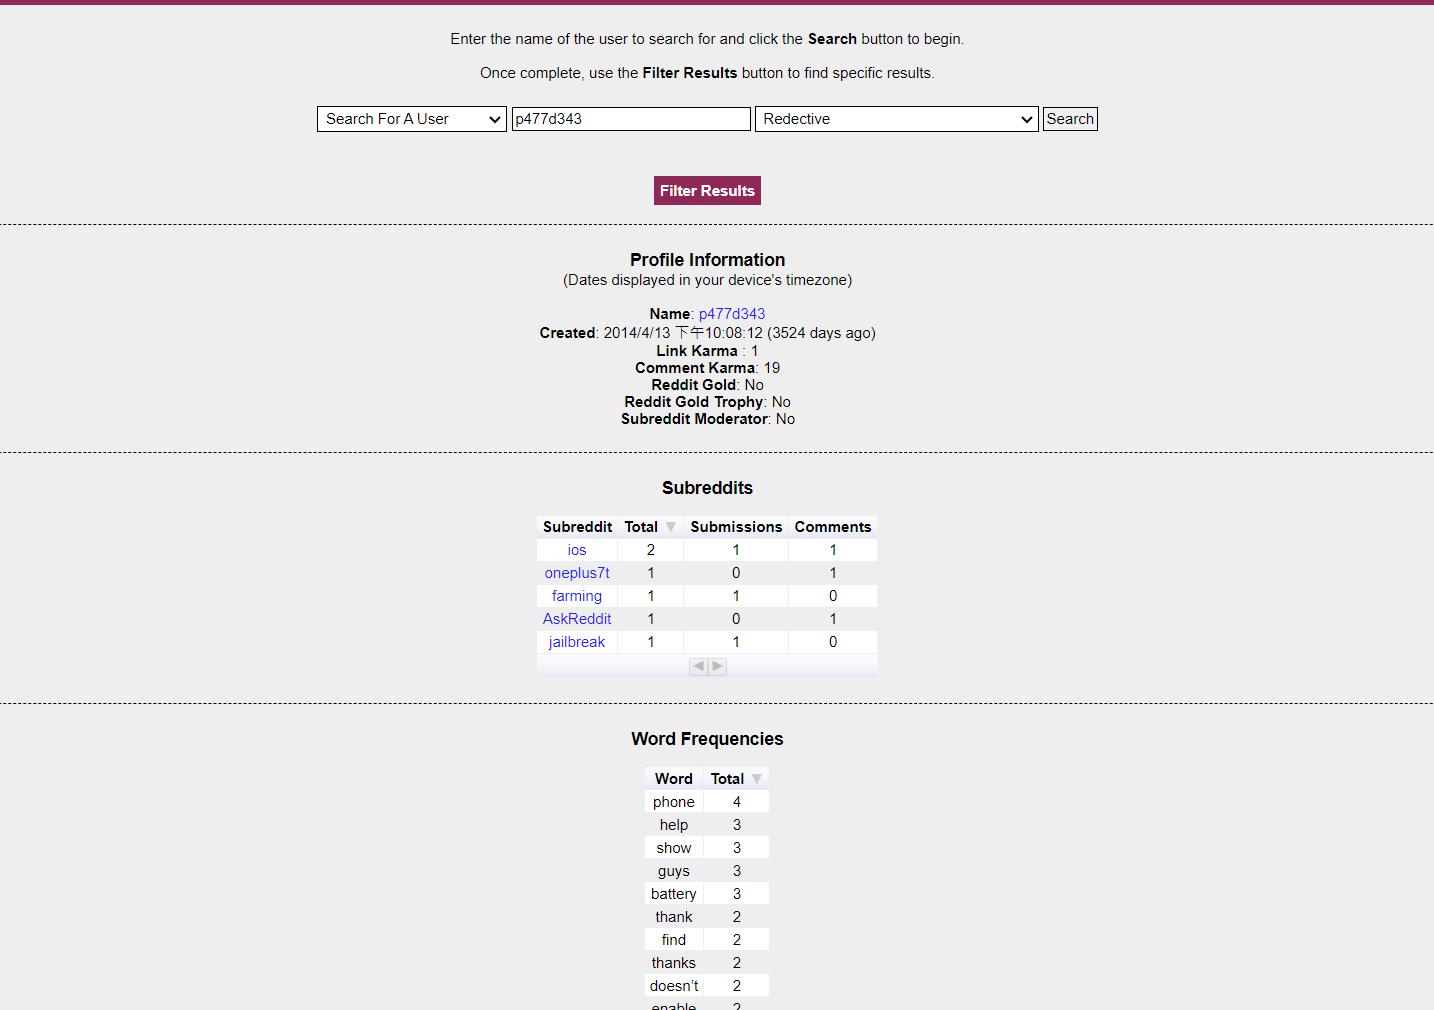 Enter the name of the user to search for and click the Search button to begin.
Once complete, use the Filter Results button to find specific results.
Search For A User p477d343 Redective Search
Filter Results
Profile Information
(Dates displayed in your device's timezone)
Name: p477d343
Created: 2014/4/13 下午10:08:12 (3524 days ago)
Link Karma : 1
Comment Karma: 19
Reddit Gold: No
Reddit Gold Trophy: No
Subreddit Moderator: No
Subreddits
Subreddit Total ▼ Submissions Comments
ios 2 1 1
oneplus7t 1 0 1
farming 1 1 0
AskReddit 1 0 1
jailbreak 1 1 0
Word Frequencies
Word Total ▼
phone 4
help 3
show 3
guys 3
battery 3
thank 2
find 2
thanks 2
doesn't 2
enable 2